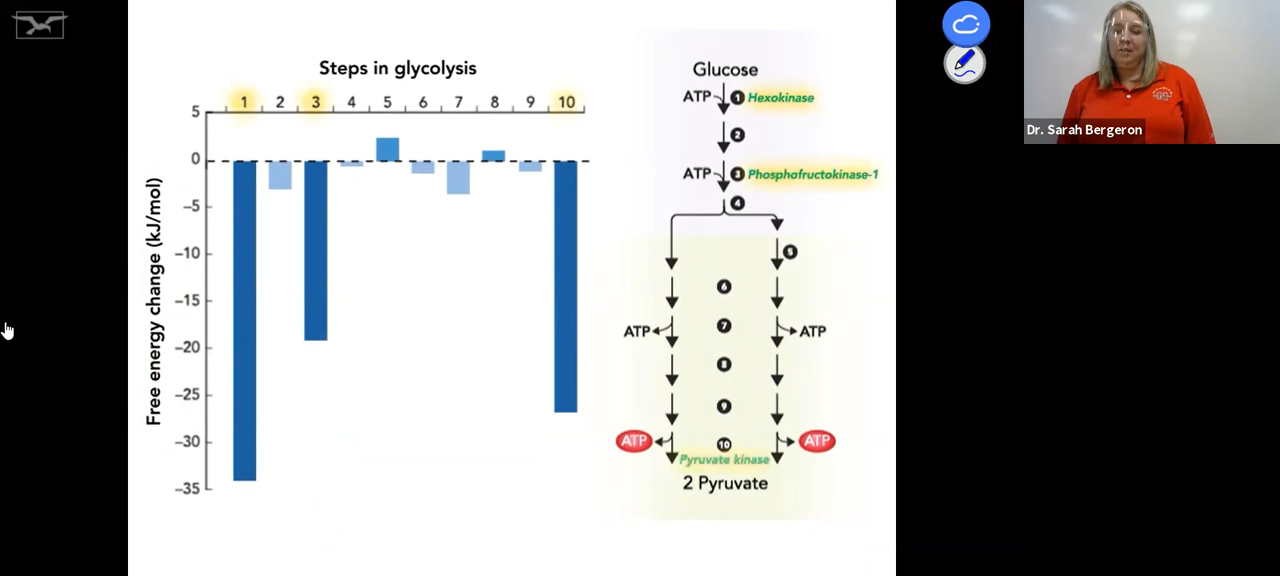 Steps in glycolysis
1 2 3 4 5 6 7 8 9 10
5
0
−5
−10
−15
−20
−25
−30
−35
Free energy change (kJ/mol)
Glucose
ATP 1 Hexokinase
2
ATP 3 Phosphofructokinase-1
4
5
6
ATP 7 ATP
8
9
ATP 10 ATP
Pyruvate kinase
2 Pyruvate
Dr. Sarah Bergeron